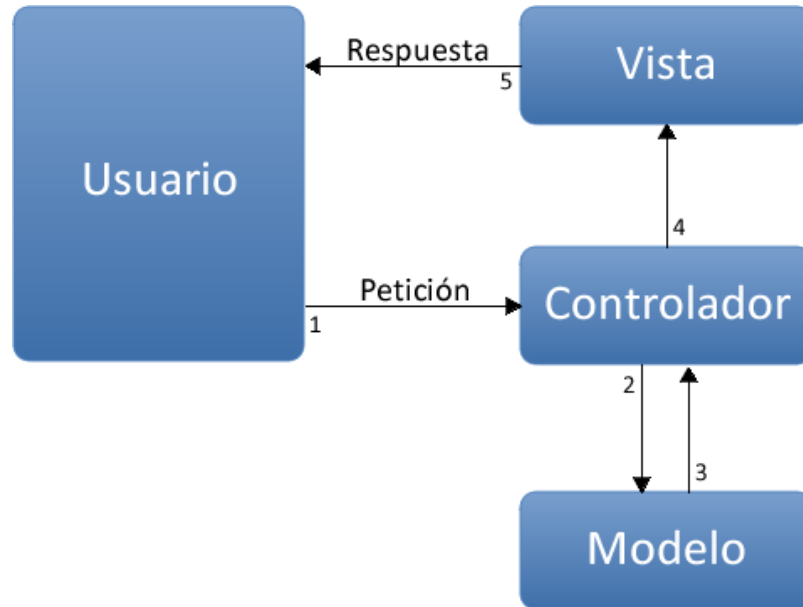 Respuesta
5
Vista
Usuario
4
Petición
1
Controlador
2
3
Modelo